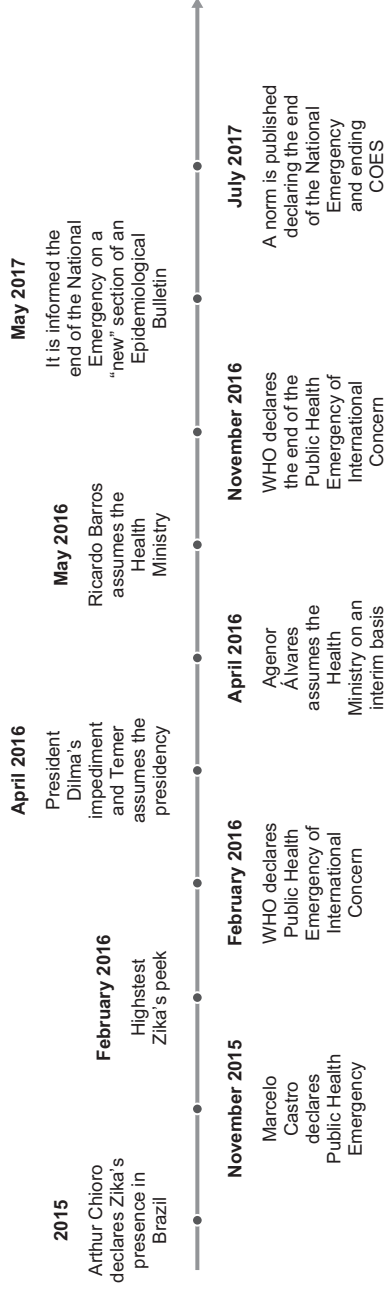 2015
Arthur Chioro
declares Zika's
presence in
Brazil
November 2015
Marcelo
Castro
declares
Public Health
Emergency
February 2016
Highstest
Zika's peek
February 2016
WHO declares
Public Health
Emergency of
International
Concern
April 2016
President
Dilma's
impediment
and Temer
assumes the
presidency
April 2016
Agenor
Álvares
assumes the
Health
Ministry on an
interim basis
May 2016
Ricardo Barros
assumes the
Health
Ministry
November 2016
WHO declares
the end of the
Public Health
Emergency of
International
Concern
May 2017
It is informed the
end of the National
Emergency on a
“new” section of an
Epidemiological
Bulletin
July 2017
A norm is published
declaring the end
of the National
Emergency
and ending
COES